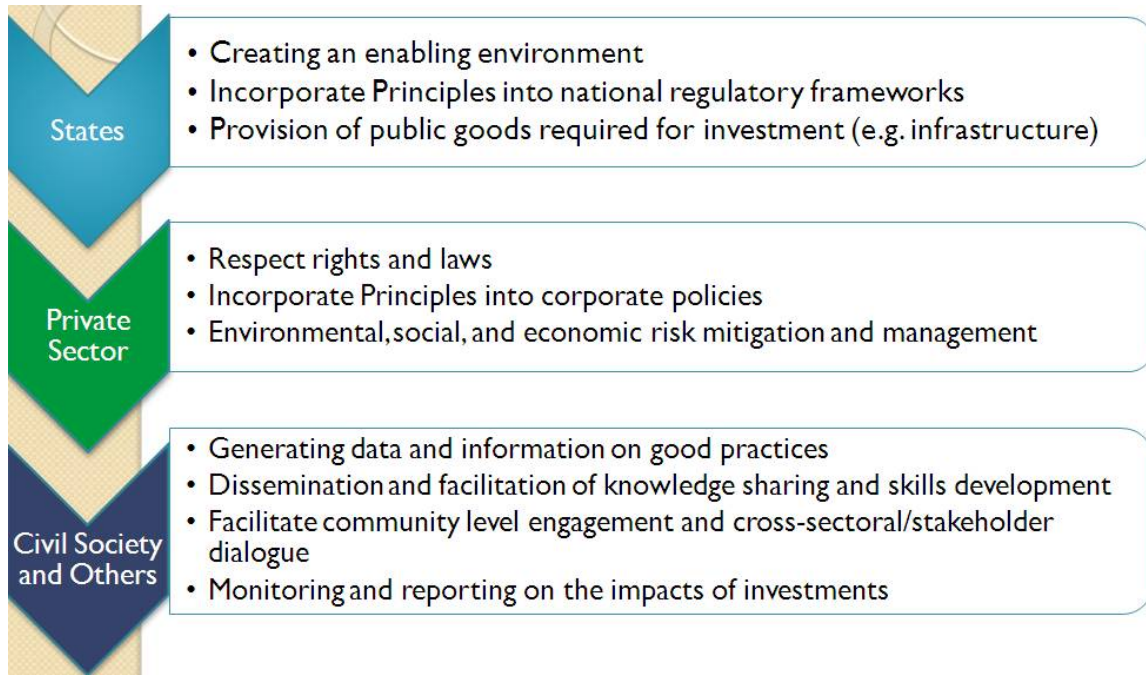 States
• Creating an enabling environment
• Incorporate Principles into national regulatory frameworks
• Provision of public goods required for investment (e.g. infrastructure)
Private
Sector
• Respect rights and laws
• Incorporate Principles into corporate policies
• Environmental, social, and economic risk mitigation and management
Civil Society
and Others
• Generating data and information on good practices
• Dissemination and facilitation of knowledge sharing and skills development
• Facilitate community level engagement and cross-sectoral/stakeholder
dialogue
• Monitoring and reporting on the impacts of investments